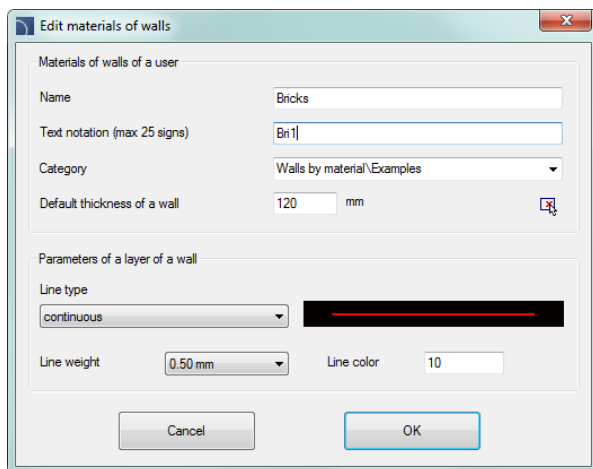 Edit materials of walls
Materials of walls of a user
Name Bricks
Text notation (max 25 signs) Bri1
Category Walls by material\Examples
Default thickness of a wall 120 mm
Parameters of a layer of a wall
Line type
continuous
Line weight 0.50 mm Line color 10
Cancel OK